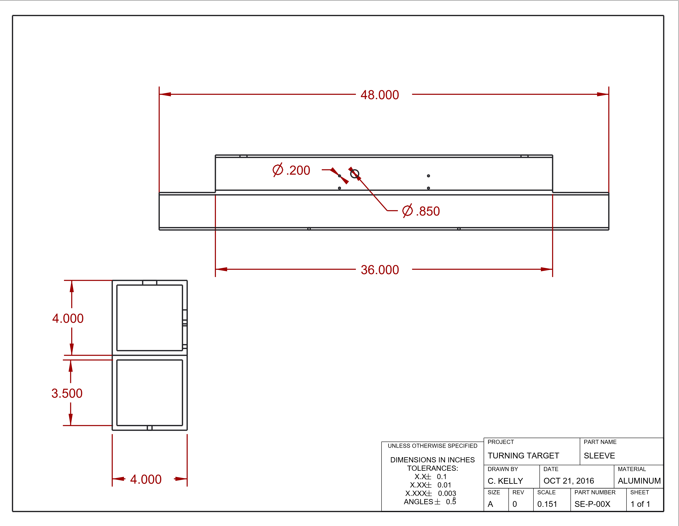 48.000
Ø .200
Ø .850
36.000
4.000
3.500
4.000
UNLESS OTHERWISE SPECIFIED
DIMENSIONS IN INCHES
TOLERANCES:
X.X± 0.1
X.XX± 0.01
X.XXX± 0.003
ANGLES± 0.5
PROJECT
TURNING TARGET
PART NAME
SLEEVE
DRAWN BY
C. KELLY
DATE
OCT 21, 2016
MATERIAL
ALUMINUM
SIZE
A
REV
0
SCALE
0.151
PART NUMBER
SE-P-00X
SHEET
1 of 1